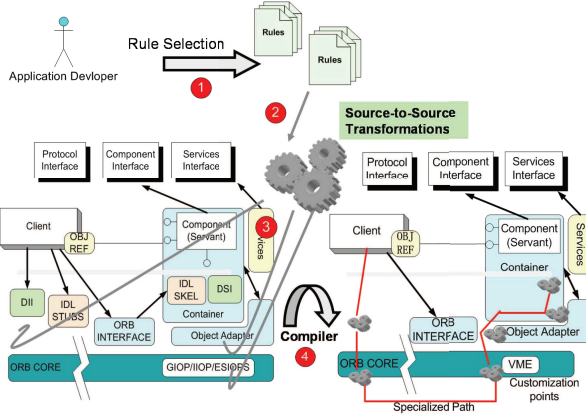 Application Devloper
Rule Selection
1
Rules
Rules
2
Source-to-Source
Transformations
Protocol
Interface
Component
Interface
Services
Interface
Client
OBJ
REF
Component
(Servant)
Services
3
DII
IDL
STUBS
ORB
INTERFACE
IDL
SKEL
DSI
Container
Object Adapter
ORB CORE
GIOP/IIOP/ESIOPS
Compiler
4
Protocol
Interface
Component
Interface
Services
Interface
Client
OBJ
REF
Component
(Servant)
Services
Container
ORB
INTERFACE
Object Adapter
ORB CORE
VME
Customization
points
Specialized Path